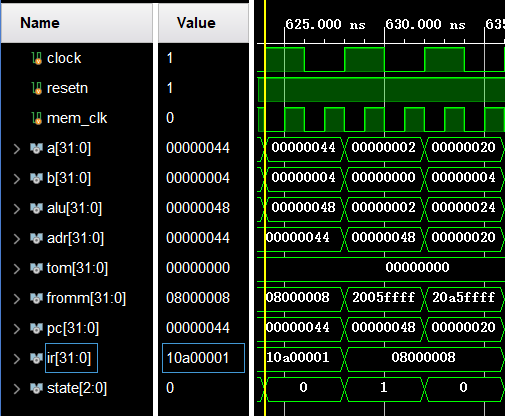 Name Value 625.000 ns 630.000 ns 635
clock 1
resetn 1
mem_clk 0
a[31:0] 00000044 00000044 00000002 00000020
b[31:0] 00000004 00000004 00000000 00000004
alu[31:0] 00000048 00000048 00000002 00000024
adr[31:0] 00000044 00000044 00000048 00000020
tom[31:0] 00000000 00000000
fromm[31:0] 08000008 08000008 2005ffff 20a5ffff
pc[31:0] 00000044 00000044 00000048 00000020
ir[31:0] 10a00001 10a00001 08000008
state[2:0] 0 0 1 0